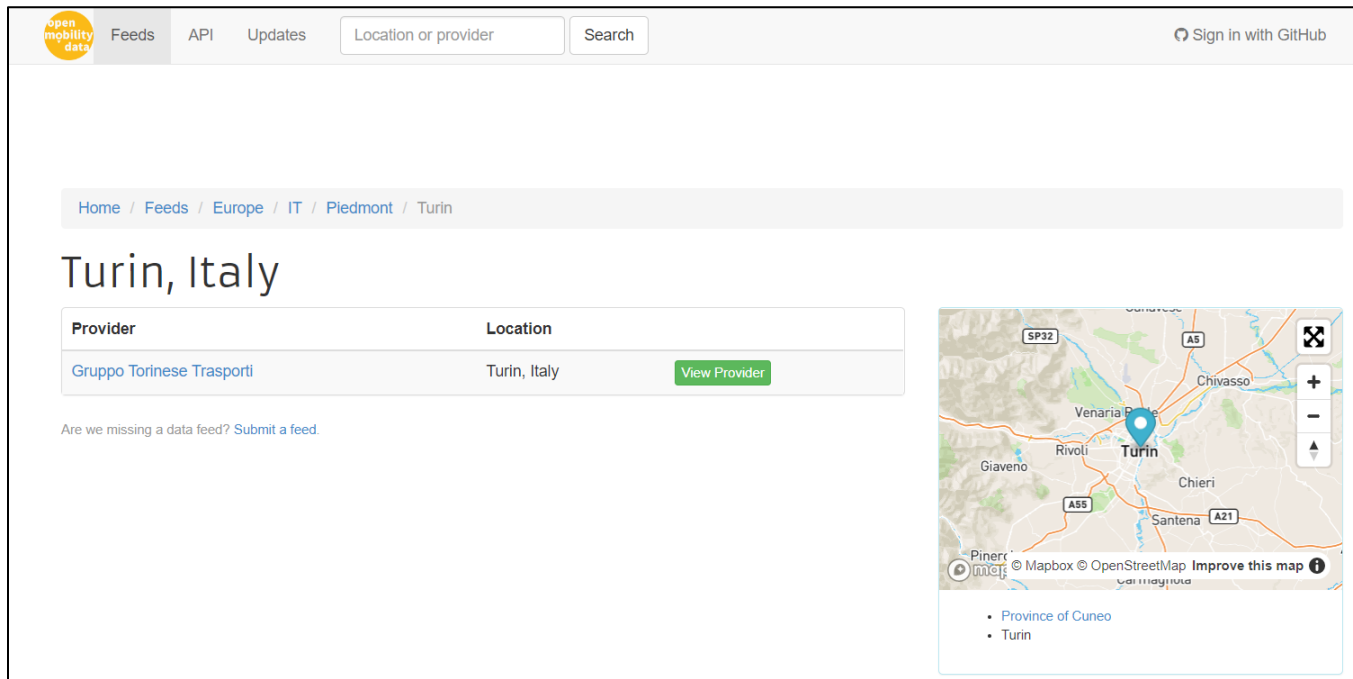 open
mobility
data
Feeds API Updates Location or provider Search Sign in with GitHub
Home / Feeds / Europe / IT / Piedmont / Turin
Turin, Italy
Provider Location
Gruppo Torinese Trasporti Turin, Italy View Provider
Are we missing a data feed? Submit a feed.
SP32
A5
Chivasso
Venaria
Rivoli
Turin
Giaveno
Chieri
A55
Santena A21
© Mapbox © OpenStreetMap Improve this map
Carmagnola
Province of Cuneo
Turin